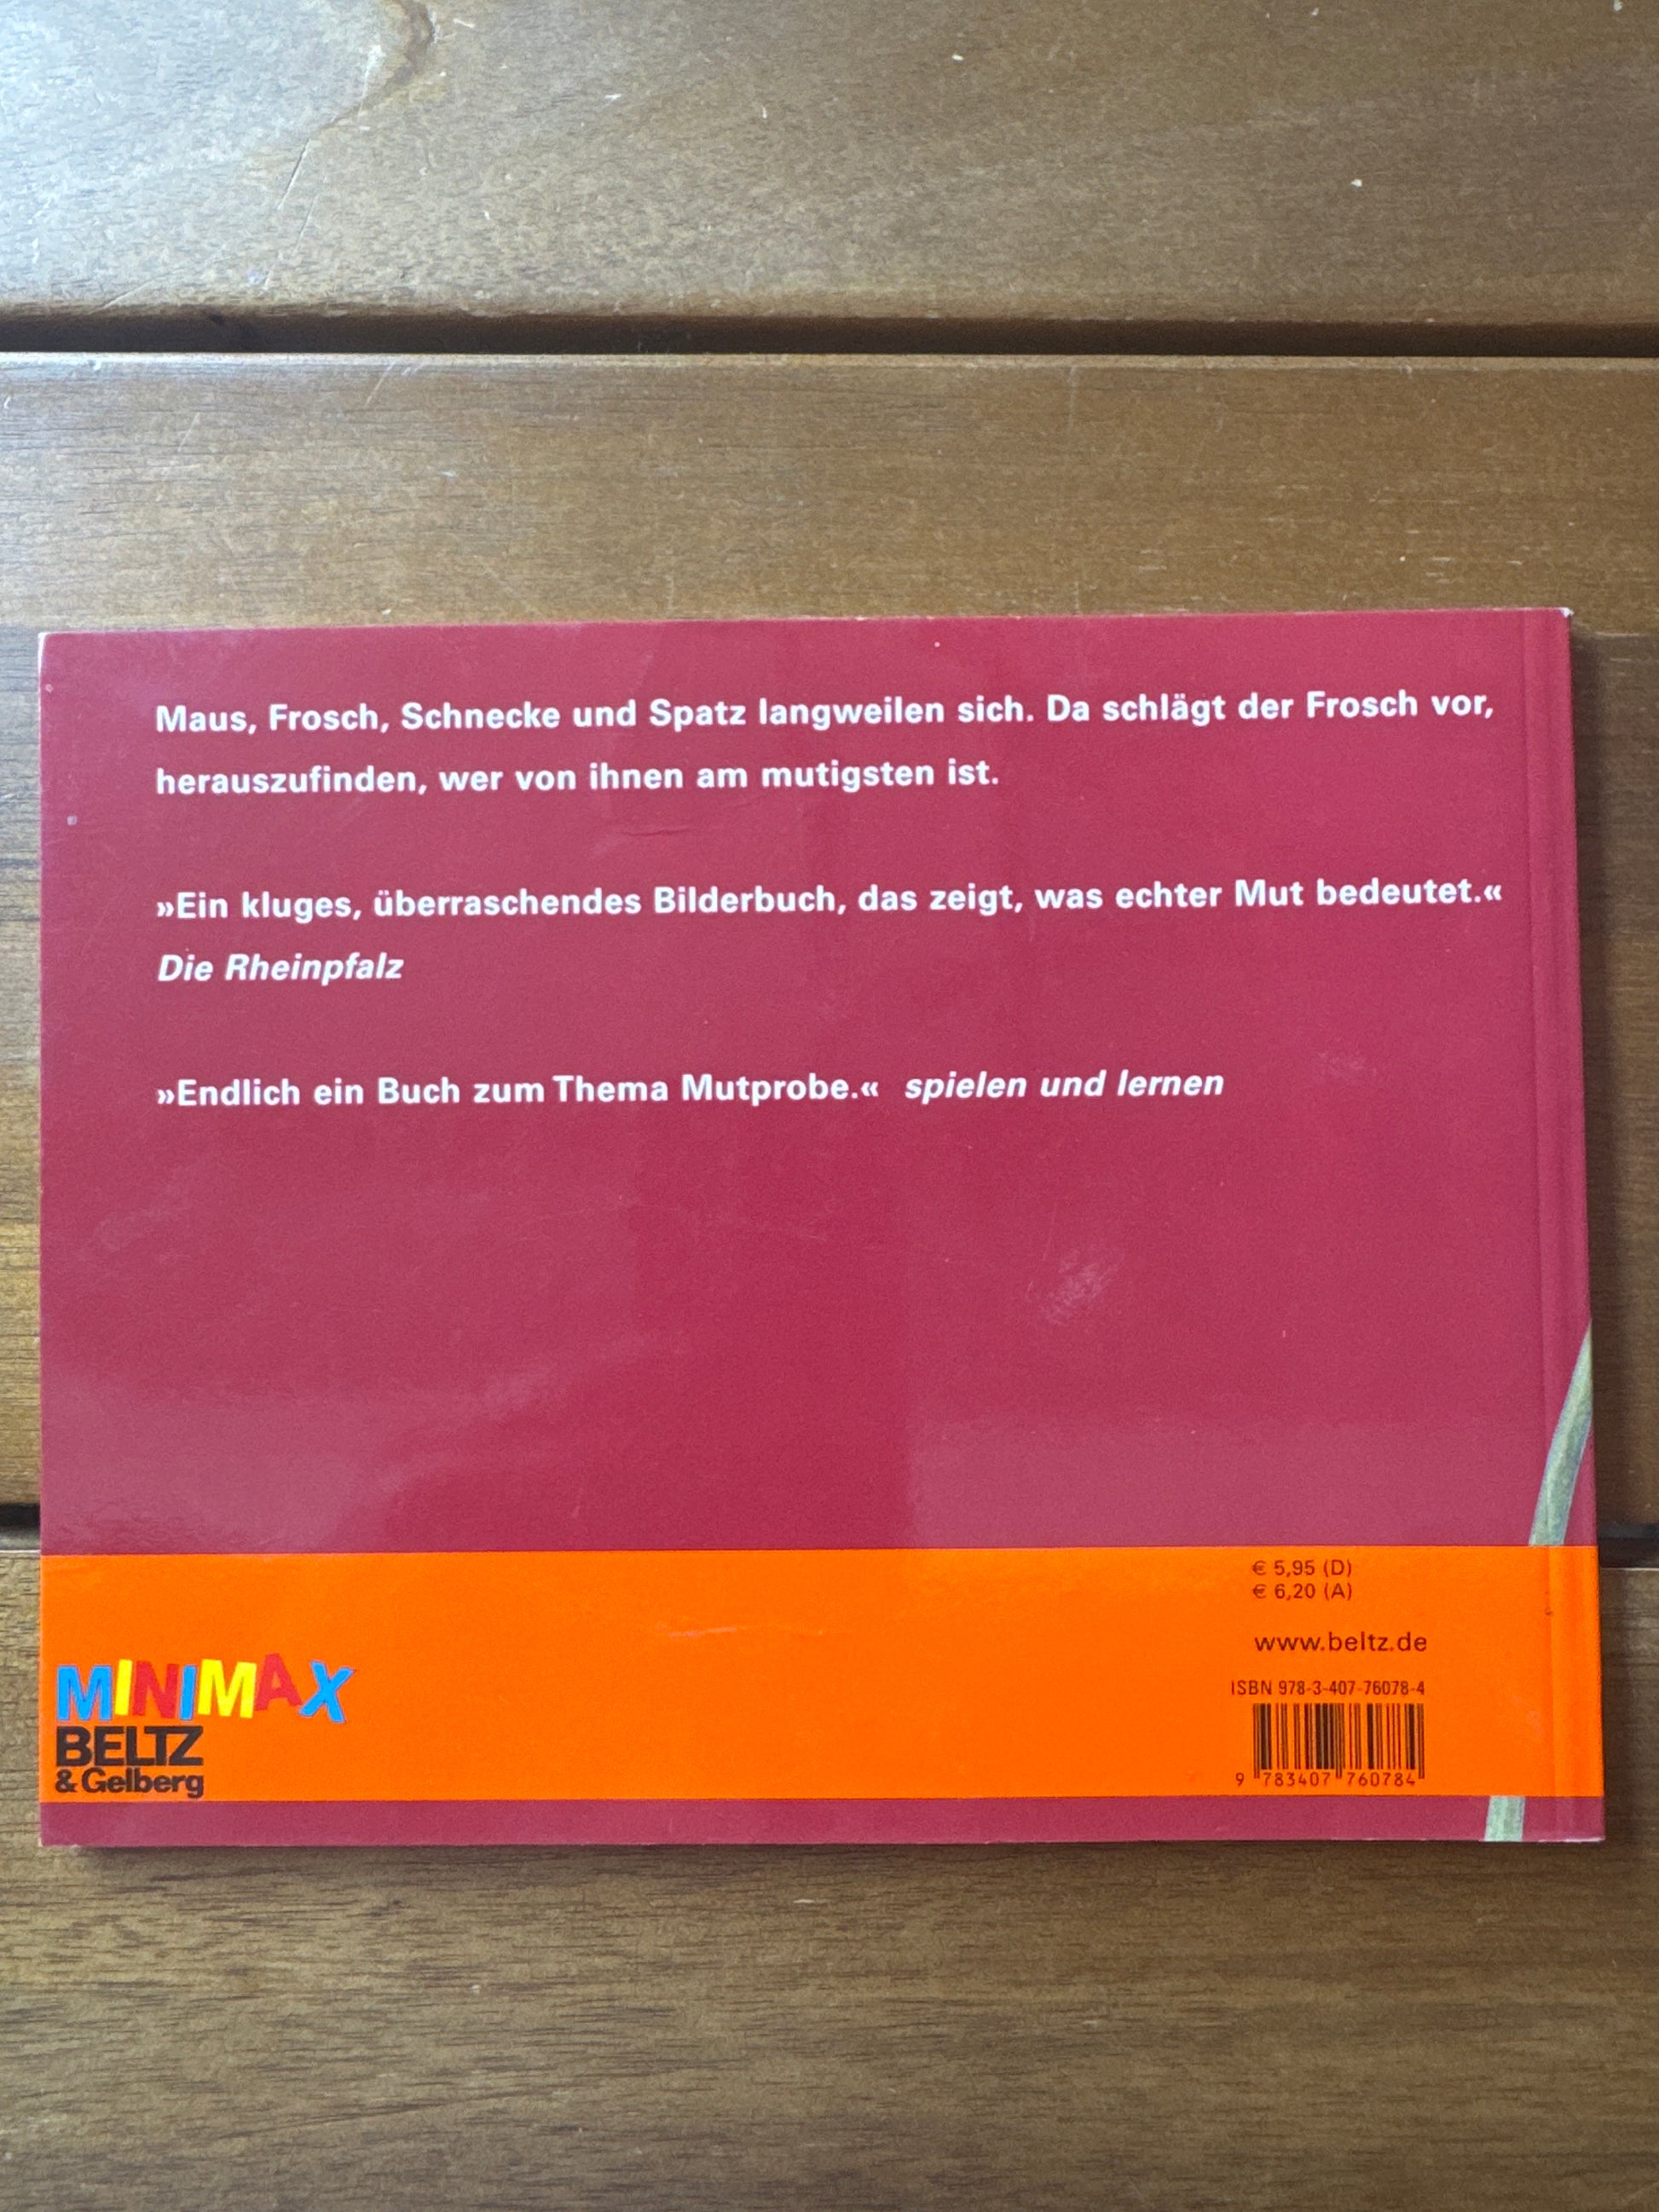 Maus, Frosch, Schnecke und Spatz langweilen sich. Da schlägt der Frosch vor,
herauszufinden, wer von ihnen am mutigsten ist.
»Ein kluges, überraschendes Bilderbuch, das zeigt, was echter Mut bedeutet.«
Die Rheinpfalz
»Endlich ein Buch zum Thema Mutprobe.« spielen und lernen
€ 5,95 (D)
€ 6,20 (A)
www.beltz.de
ISBN 978-3-407-76078-4
9 783407 760784
MINIMAX
BELTZ
& Gelberg